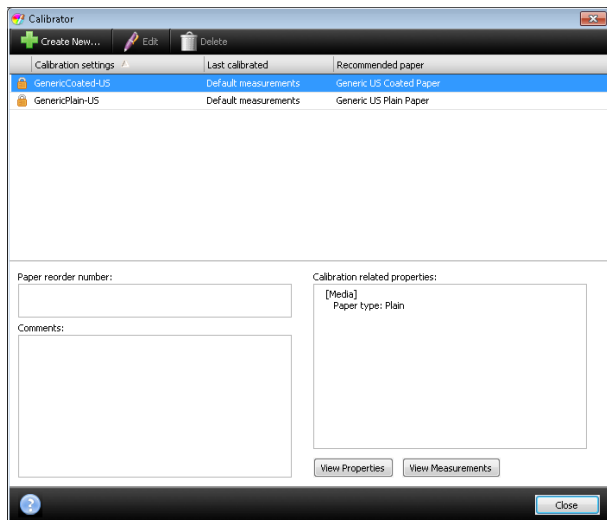 Calibrator
Create New... Edit Delete
Calibration settings Last calibrated Recommended paper
GenericCoated-US Default measurements Generic US Coated Paper
GenericPlain-US Default measurements Generic US Plain Paper
Paper reorder number: Calibration related properties:
[Media]
Paper type: Plain
Comments:
View Properties View Measurements
? Close